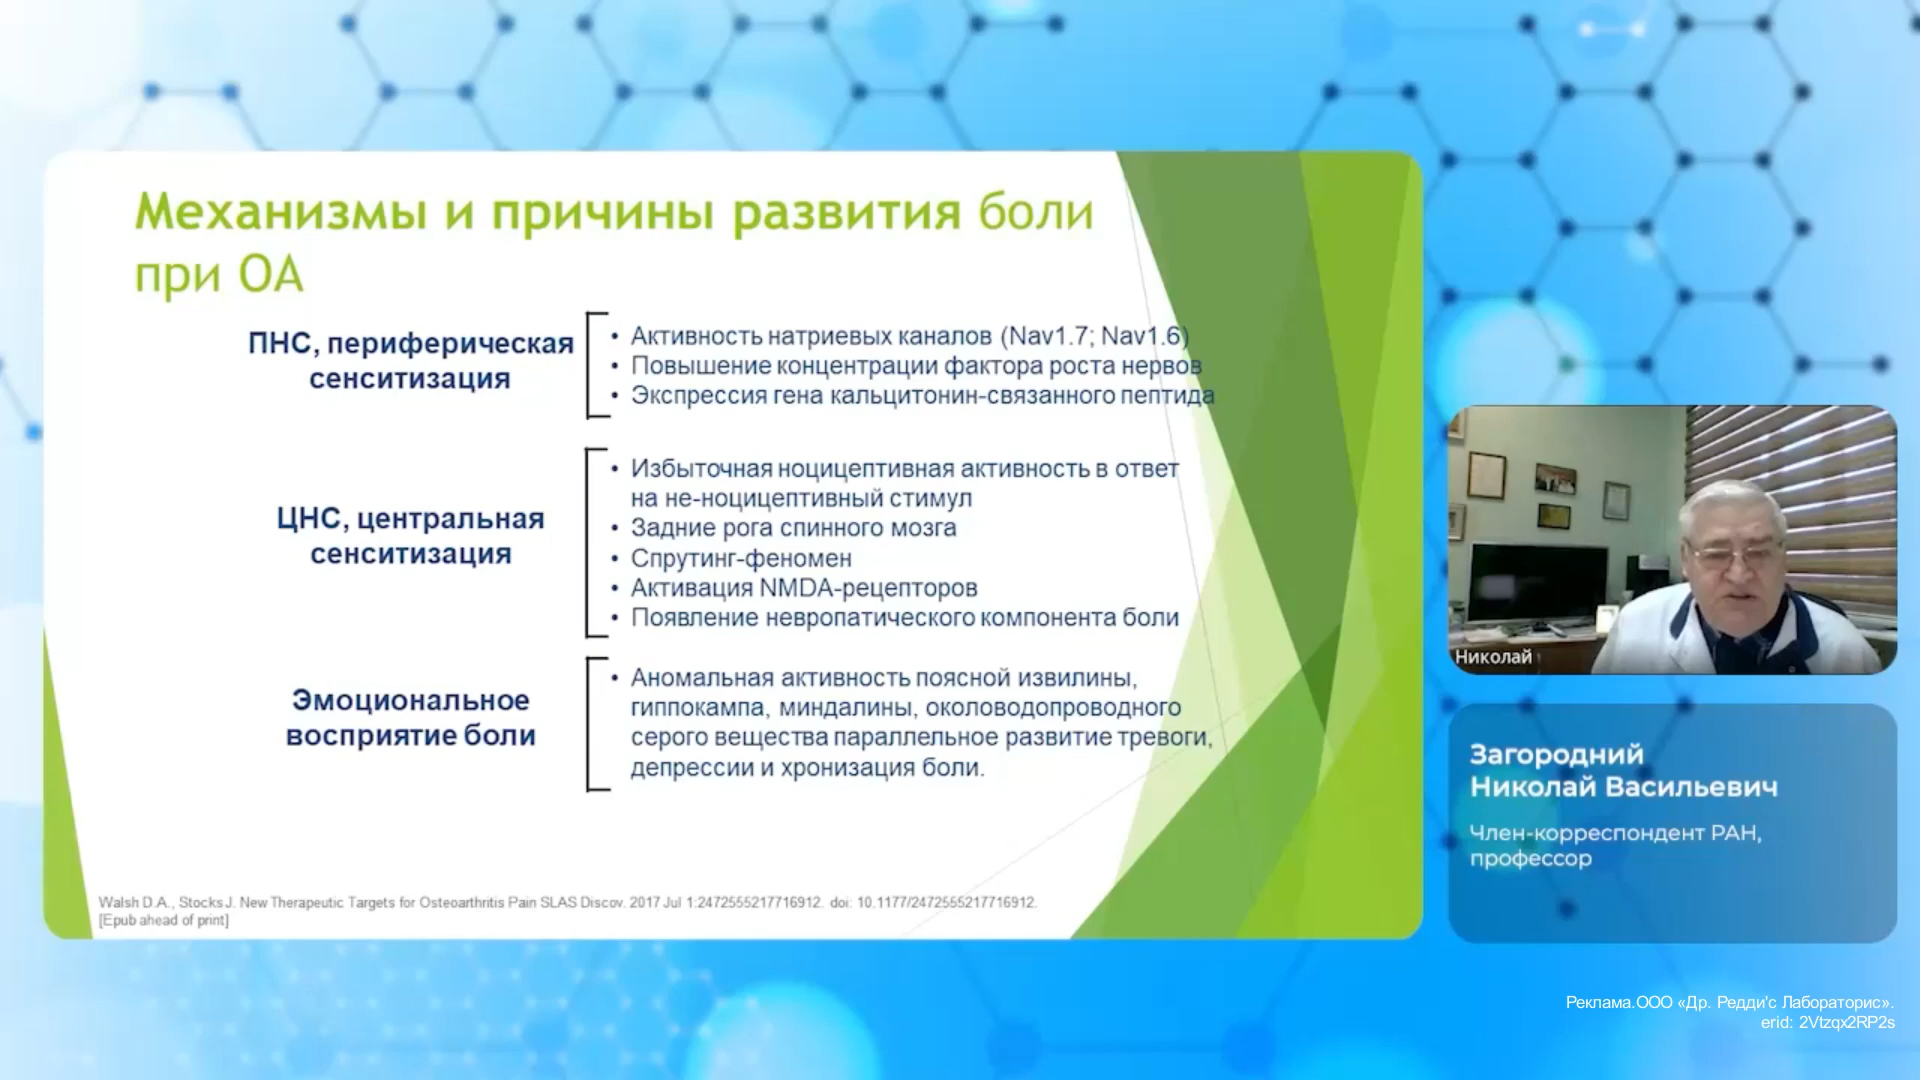 Механизмы и причины развития боли
при ОА
ПНС, периферическая
сенситизация
• Активность натриевых каналов (Nav1.7; Nav1.6)
• Повышение концентрации фактора роста нервов
• Экспрессия гена кальцитонин-связанного пептида
ЦНС, центральная
сенситизация
• Избыточная ноцицептивная активность в ответ
на не-ноцицептивный стимул
• Задние рога спинного мозга
• Спрутинг-феномен
• Активация NMDA-рецепторов
• Появление невропатического компонента боли
Эмоциональное
восприятие боли
• Аномальная активность поясной извилины,
гиппокампа, миндалины, околоводопроводного
серого вещества параллельное развитие тревоги,
депрессии и хронизация боли.
Walsh D.A., Stocks J. New Therapeutic Targets for Osteoarthritis Pain SLAS Discov. 2017 Jul 1:2472555217716912. doi: 10.1177/2472555217716912.
[Epub ahead of print]
Николай
Загородний
Николай Васильевич
Член-корреспондент РАН,
профессор
Реклама.ООО «Др. Редди'с Лабораторис».
erid: 2Vtzqx2RP2s